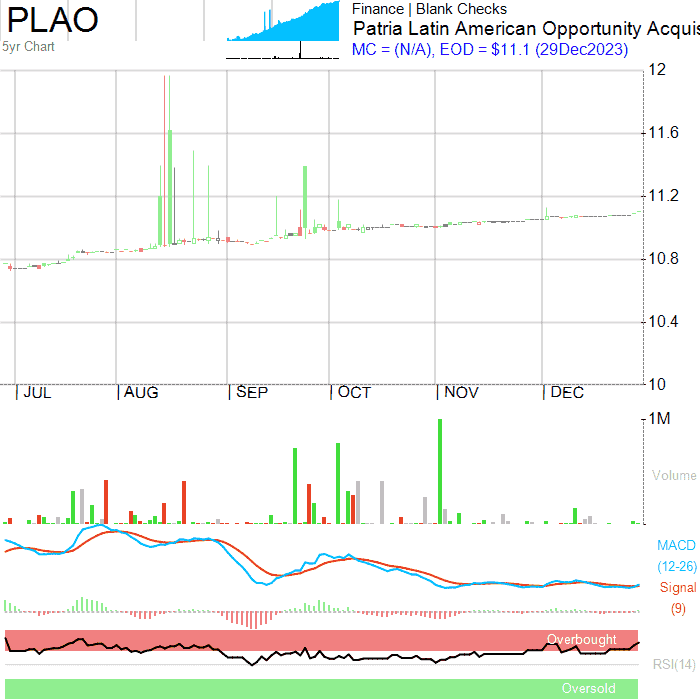 PLAO
5yr Chart
Finance | Blank Checks
Patria Latin American Opportunity Acquis
MC = (N/A), EOD = $11.1 (29Dec2023)
12
11.6
11.2
10.8
10.4
10
JUL AUG SEP OCT NOV DEC
1M
Volume
MACD
(12-26)
Signal
(9)
Overbought
RSI(14)
Oversold